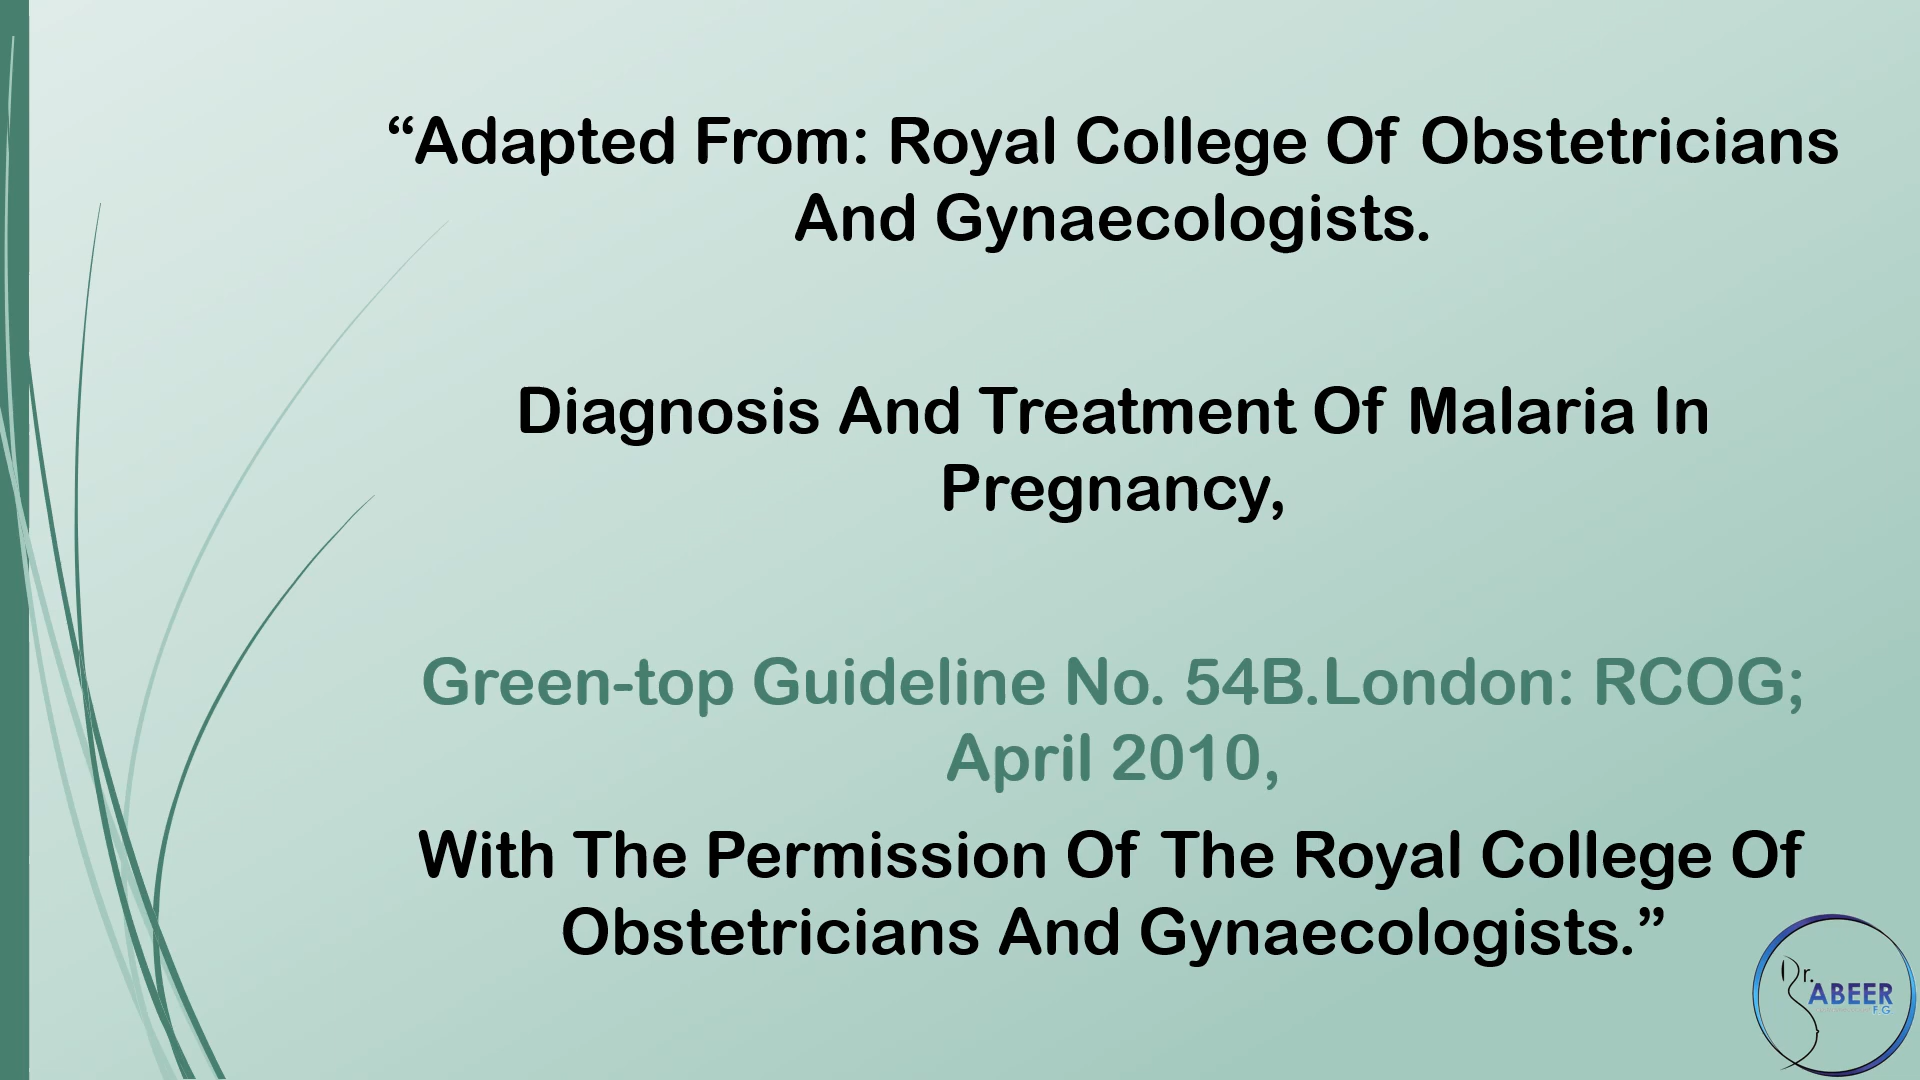 “Adapted From: Royal College Of Obstetricians
And Gynaecologists.
Diagnosis And Treatment Of Malaria In
Pregnancy,
Green-top Guideline No. 54B.London: RCOG;
April 2010,
With The Permission Of The Royal College Of
Obstetricians And Gynaecologists.”
Dr.
ABEER
F.G